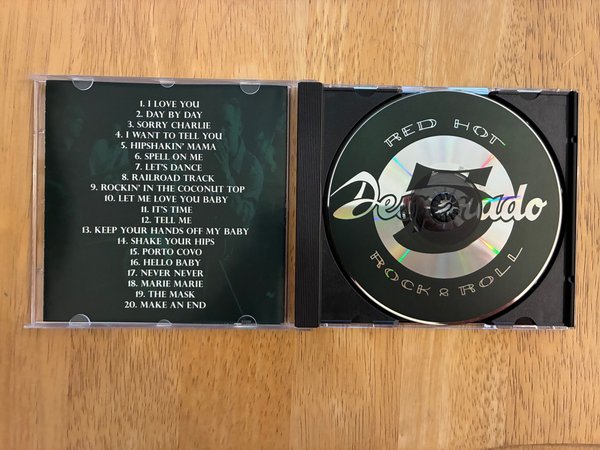 1. I LOVE YOU
2. DAY BY DAY
3. SORRY CHARLIE
4. I WANT TO TELL YOU
5. HIPSHAKIN' MAMA
6. SPELL ON ME
7. LET'S DANCE
8. RAILROAD TRACK
9. ROCKIN' IN THE COCONUT TOP
10. LET ME LOVE YOU BABY
11. IT'S TIME
12. TELL ME
13. KEEP YOUR HANDS OFF MY BABY
14. SHAKE YOUR HIPS
15. PORTO COVO
16. HELLO BABY
17. NEVER NEVER
18. MARIE MARIE
19. THE MASK
20. MAKE AN END
RED HOT
Desperado
5
ROCK & ROLL